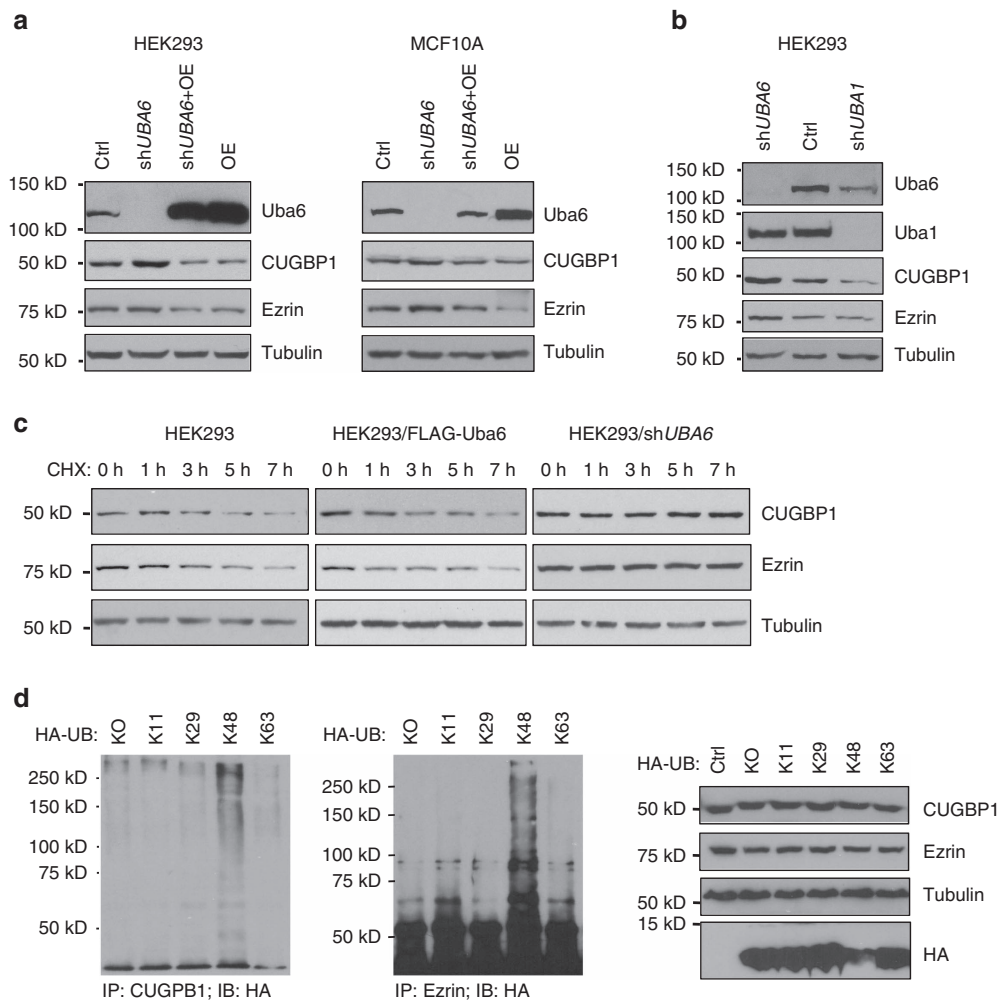 a
HEK293
Ctrl
shUBA6
shUBA6+OE
OE
150 kD
100 kD
50 kD
75 kD
50 kD
Uba6
CUGBP1
Ezrin
Tubulin
MCF10A
Ctrl
shUBA6
shUBA6+OE
OE
Uba6
CUGBP1
Ezrin
Tubulin
b
HEK293
shUBA6
Ctrl
shUBA1
150 kD
100 kD
150 kD
100 kD
50 kD
75 kD
50 kD
Uba6
Uba1
CUGBP1
Ezrin
Tubulin
c
HEK293
HEK293/FLAG-Uba6
HEK293/shUBA6
CHX: 0 h 1 h 3 h 5 h 7 h 0 h 1 h 3 h 5 h 7 h 0 h 1 h 3 h 5 h 7 h
50 kD
CUGBP1
75 kD
Ezrin
50 kD
Tubulin
d
HA-UB: KO K11 K29 K48 K63
250 kD
150 kD
100 kD
75 kD
50 kD
IP: CUGPB1; IB: HA
HA-UB: KO K11 K29 K48 K63
250 kD
150 kD
100 kD
75 kD
50 kD
IP: Ezrin; IB: HA
HA-UB: Ctrl KO K11 K29 K48 K63
50 kD
CUGBP1
75 kD
Ezrin
50 kD
Tubulin
15 kD
HA